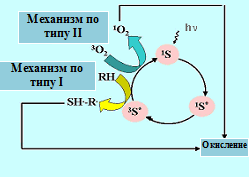 Механизм по
типу II
¹O₂
³O₂
hν
¹S
Механизм по
типу I
RH
SH-R·
³S*
¹S*
Окисление